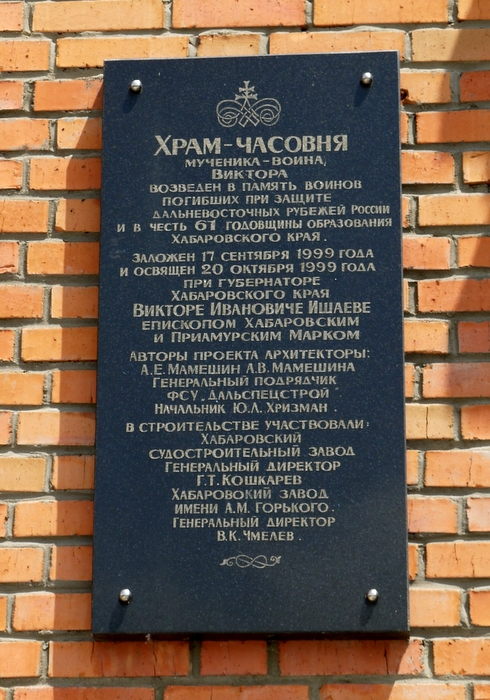 Храм-часовня
мученика-воина,
Виктора
возведен в память воинов
погибших при защите
дальневосточных рубежей России
и в честь 61 годовщины образования
Хабаровского края.
Заложен 17 сентября 1999 года
и освящен 20 октября 1999 года
при губернаторе
Хабаровского края
Викторе Ивановиче Ишаеве
епископом Хабаровским
и Приамурским Марком
Авторы проекта архитекторы:
А.Е. Мамешин А.В. Мамешина
Генеральный подрядчик
ФСУ „Дальспецстрой"
Начальник Ю.Л. Хризман.
В строительстве участвовали:
Хабаровский
судостроительный завод
Генеральный директор
Г.Т. Кошкарев
Хабаровокий завод
имени А.М. Горького.
Генеральный директор
В.К. Чмелев.